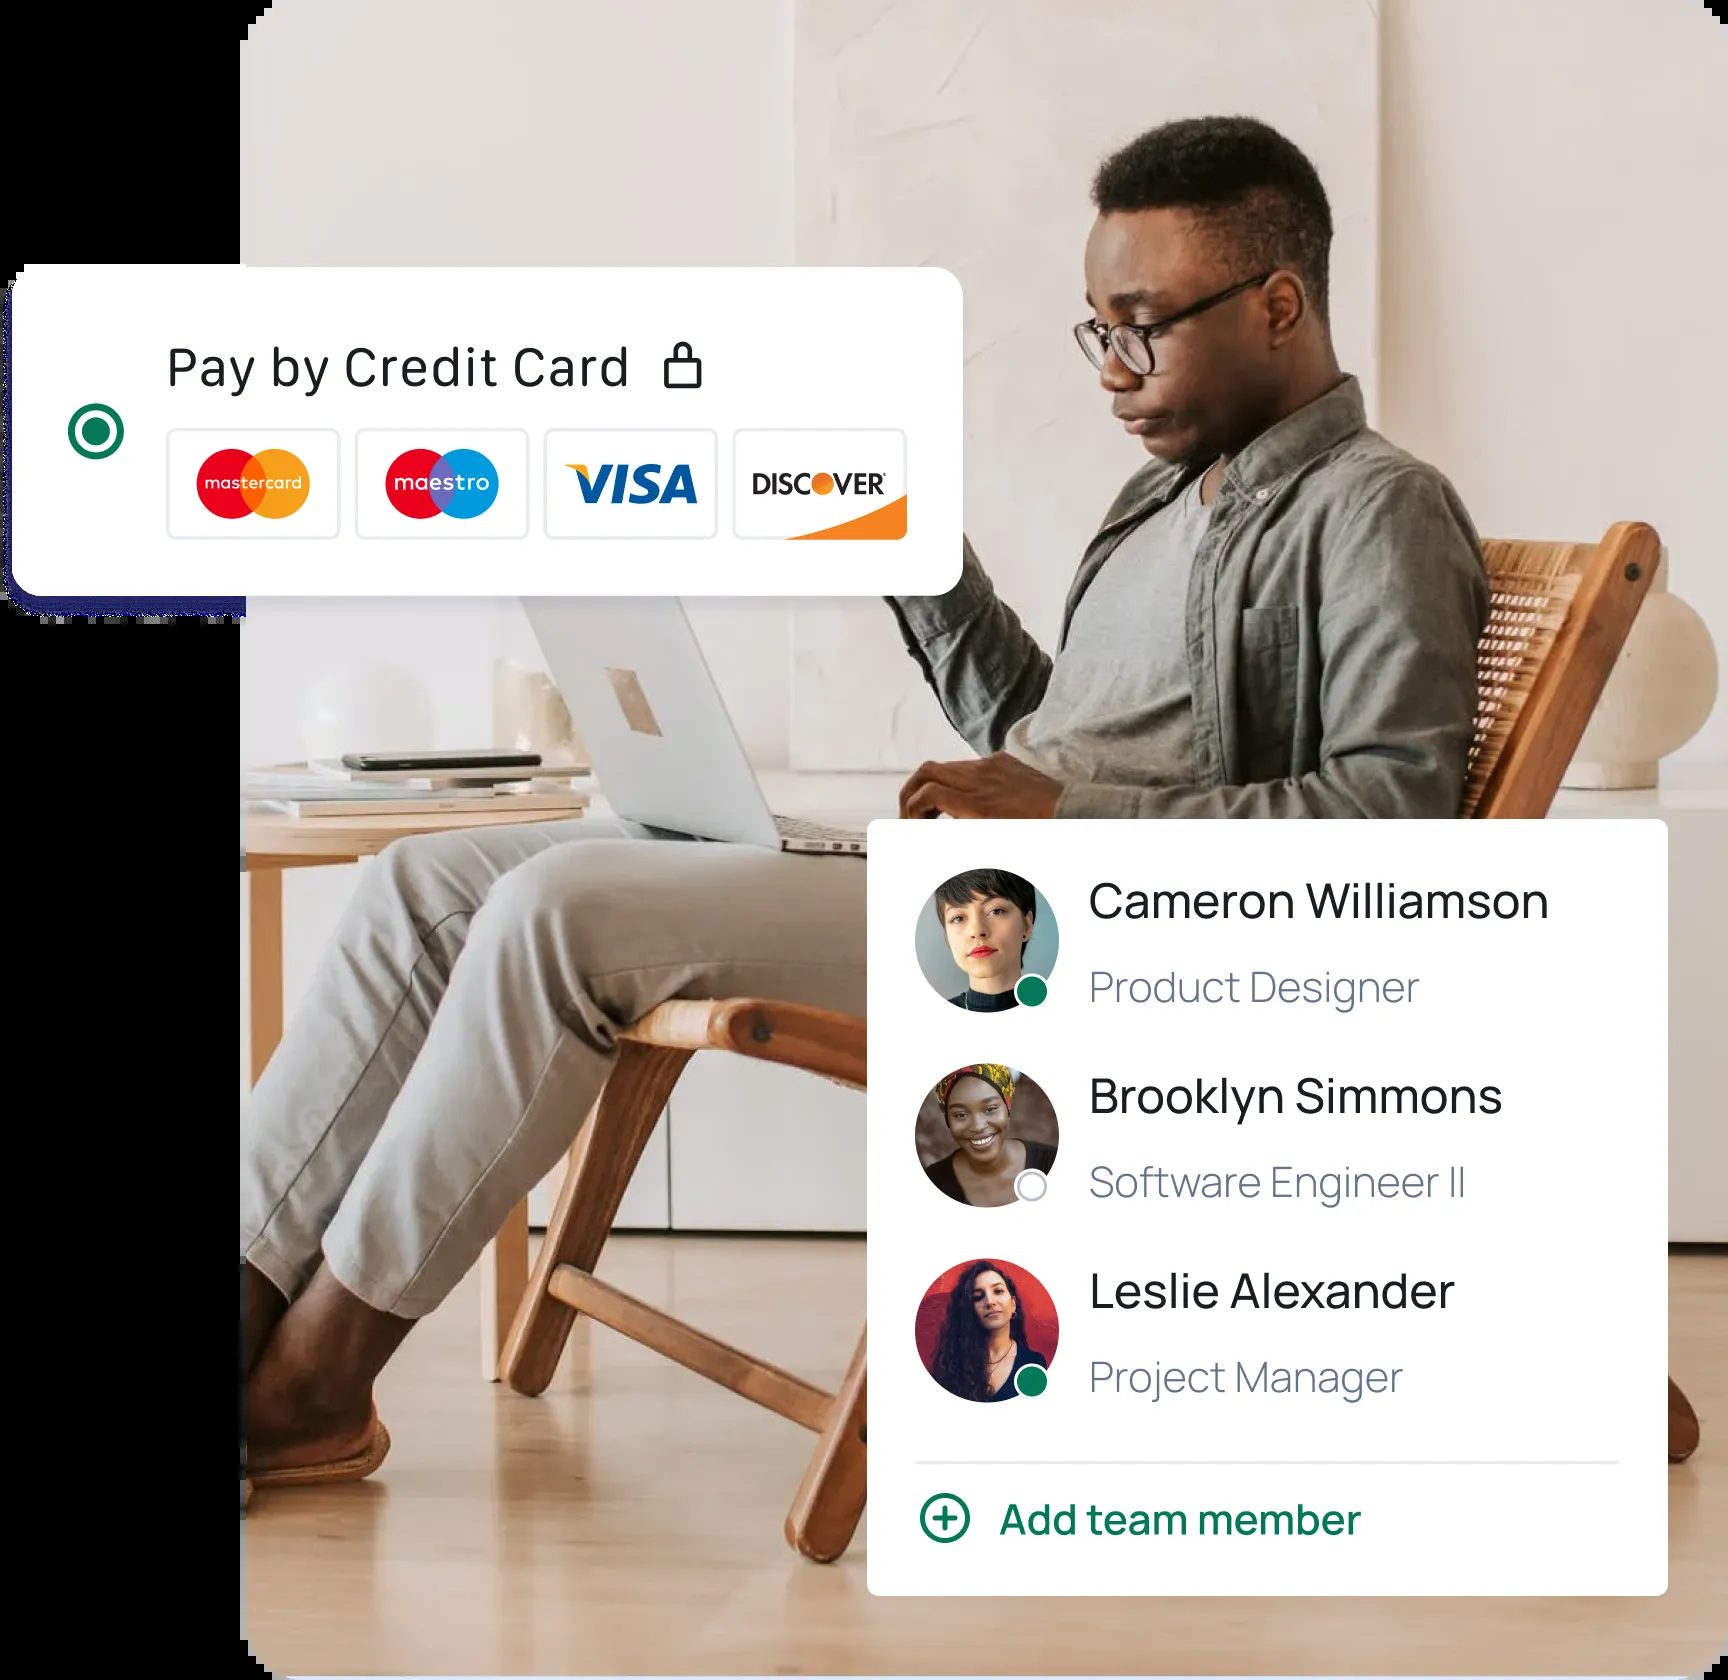 Pay by Credit Card
mastercard
maestro
VISA
DISCOVER
Cameron Williamson
Product Designer
Brooklyn Simmons
Software Engineer II
Leslie Alexander
Project Manager
Add team member